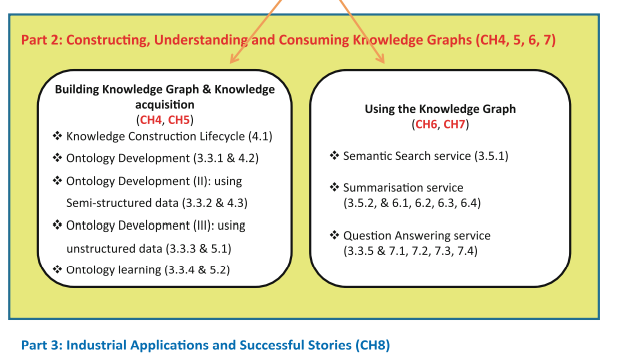 Part 2: Constructing, Understanding and Consuming Knowledge Graphs (CH4, 5, 6, 7)
Building Knowledge Graph & Knowledge
acquisition
(CH4, CH5)
❖ Knowledge Construction Lifecycle (4.1)
❖ Ontology Development (3.3.1 & 4.2)
❖ Ontology Development (II): using
Semi-structured data (3.3.2 & 4.3)
❖ Ontology Development (III): using
unstructured data (3.3.3 & 5.1)
❖ Ontology learning (3.3.4 & 5.2)
Using the Knowledge Graph
(CH6, CH7)
❖ Semantic Search service (3.5.1)
❖ Summarisation service
(3.5.2, & 6.1, 6.2, 6.3, 6.4)
❖ Question Answering service
(3.3.5 & 7.1, 7.2, 7.3, 7.4)
Part 3: Industrial Applications and Successful Stories (CH8)